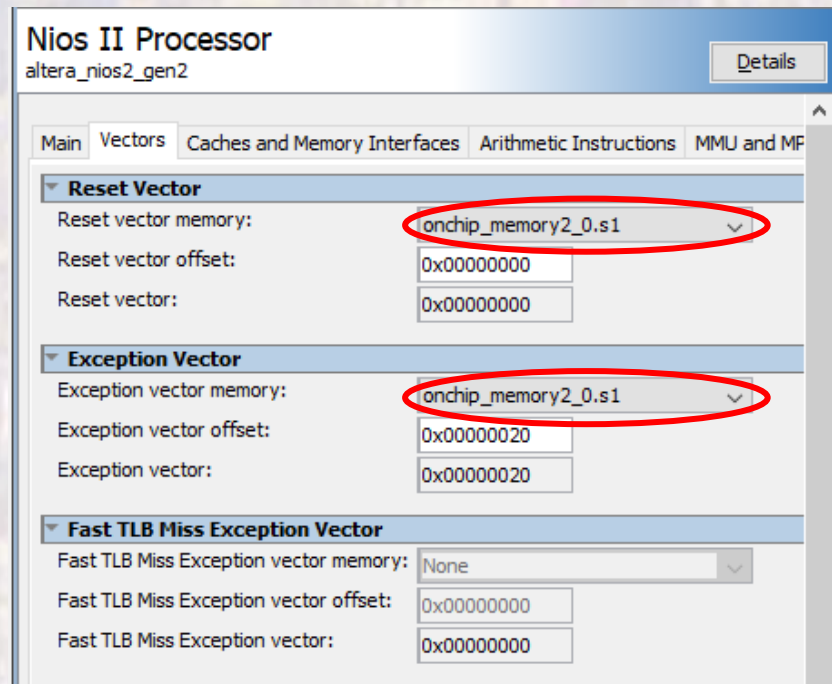 Nios II Processor
altera_nios2_gen2
Details
Main Vectors Caches and Memory Interfaces Arithmetic Instructions MMU and MP
Reset Vector
Reset vector memory: onchip_memory2_0.s1
Reset vector offset: 0x00000000
Reset vector: 0x00000000
Exception Vector
Exception vector memory: onchip_memory2_0.s1
Exception vector offset: 0x00000020
Exception vector: 0x00000020
Fast TLB Miss Exception Vector
Fast TLB Miss Exception vector memory: None
Fast TLB Miss Exception vector offset: 0x00000000
Fast TLB Miss Exception vector: 0x00000000